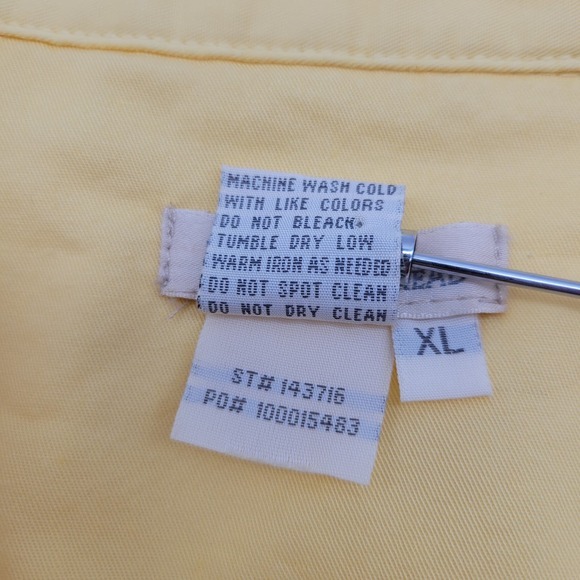 MACHINE WASH COLD
WITH LIKE COLORS
DO NOT BLEACH.
TUMBLE DRY LOW
WARM IRON AS NEEDED
DO NOT SPOT CLEAN
DO NOT DRY CLEAN
XL
ST# 143716
PO# 100015483